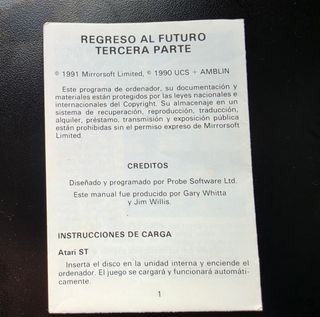 REGRESO AL FUTURO
TERCERA PARTE
© 1991 Mirrorsoft Limited, © 1990 UCS + AMBLIN
Este programa de ordenador, su documentación y
materiales están protegidos por las leyes nacionales e
internacionales del Copyright. Su almacenaje en un
sistema de recuperación, reproducción, traducción,
alquiler, préstamo, transmisión y exposición pública
están prohibidas sin el permiso expreso de Mirrorsoft
Limited.
CREDITOS
Diseñado y programado por Probe Software Ltd.
Este manual fue producido por Gary Whitta
y Jim Willis.
INSTRUCCIONES DE CARGA
Atari ST
Inserta el disco en la unidad interna y enciende el
ordenador. El juego se cargará y funcionará automáti-
camente.
1